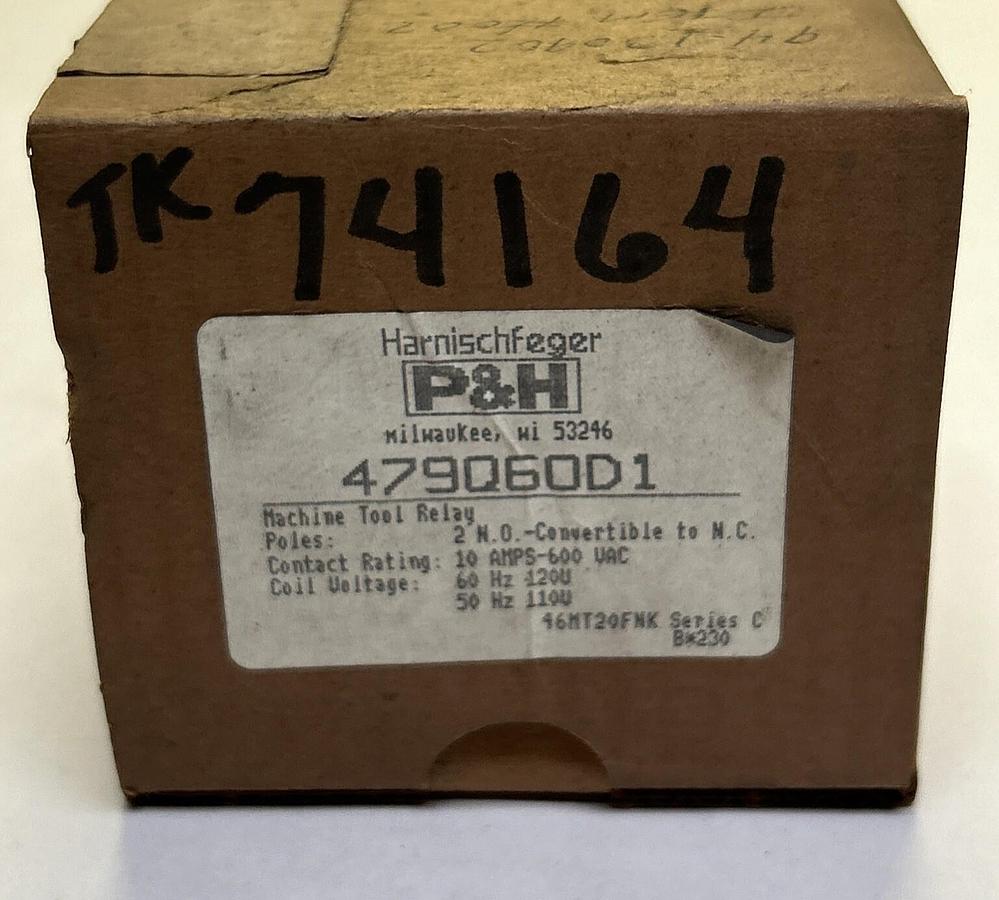 TK 74164
Harnischfeger
P&H
Milwaukee, Wi 53246
479Q60D1
Machine Tool Relay
Poles: 2 N.O.-Convertible to N.C.
Contact Rating: 10 AMPS-600 VAC
Coil Voltage: 60 Hz 120V
50 Hz 110V
46MT20FNK Series C
B*230